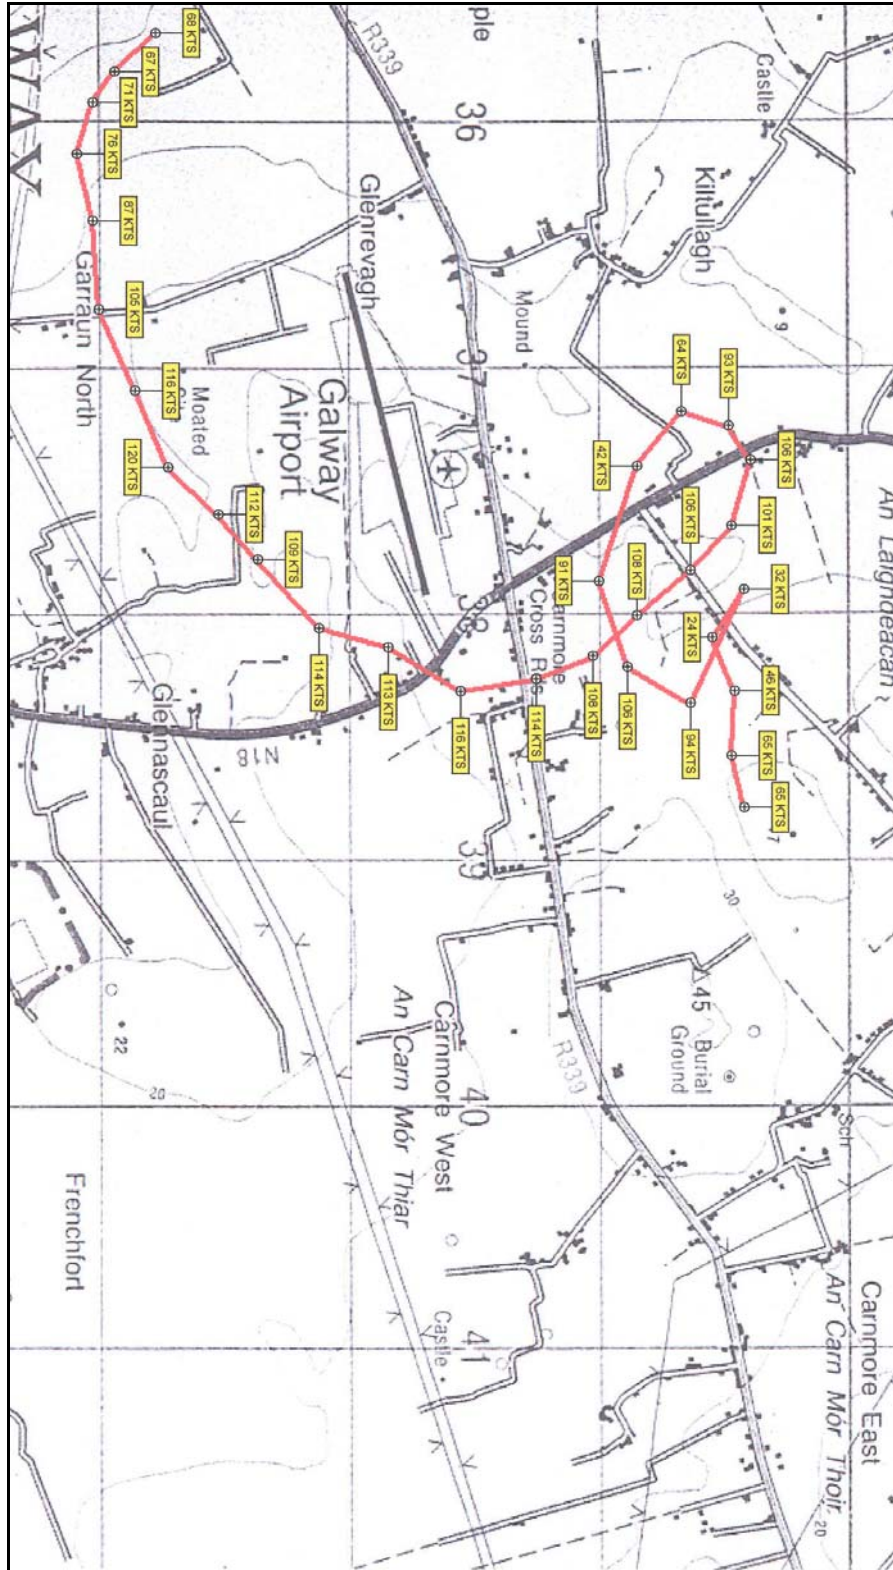 68 KTS
67 KTS
71 KTS
76 KTS
87 KTS
105 KTS
116 KTS
120 KTS
112 KTS
109 KTS
114 KTS
113 KTS
116 KTS
114 KTS
108 KTS
108 KTS
106 KTS
101 KTS
106 KTS
93 KTS
64 KTS
42 KTS
91 KTS
106 KTS
94 KTS
32 KTS
24 KTS
46 KTS
65 KTS
65 KTS
ple
R339
36
Castle
Kiltullagh
Glenrevagh
Mound
9
37
Garraun North
Moated
Galway
Airport
An Laighdeacán
38
Carnmore
Cross Rds
N18
Glennascaul
7
39
30
45
Burial
Ground
R339
22
20
Carnmore West
An Carn Mór Thiar
40
Sch
Frenchfort
Castle
41
Carnmore East
An Carn Mór Thoir
20